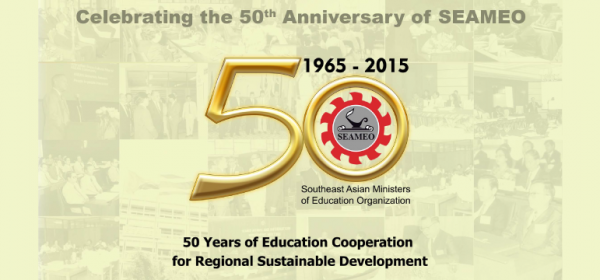 Celebrating the 50th Anniversary of SEAMEO
1965 - 2015
50
SEAMEO
Southeast Asian Ministers
of Education Organization
50 Years of Education Cooperation
for Regional Sustainable Development